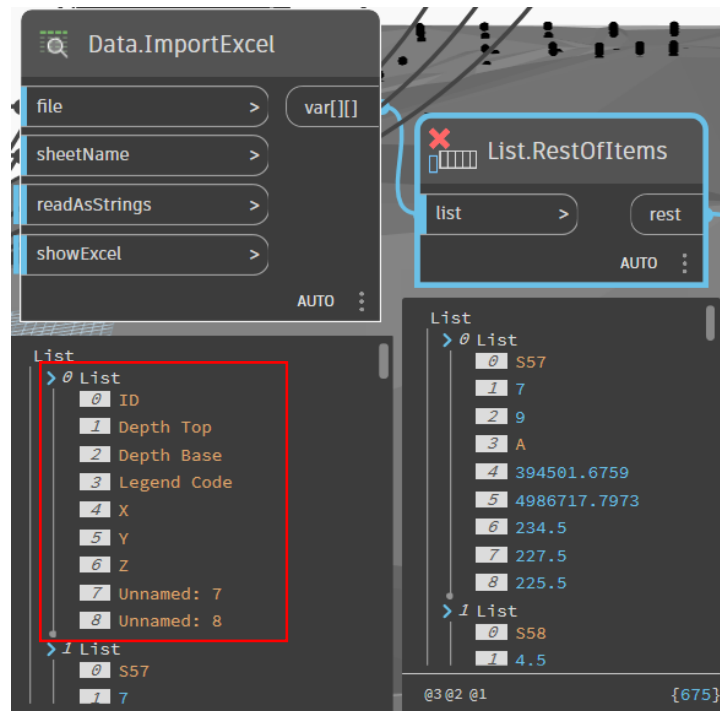 Data.ImportExcel
file > var[][]
sheetName >
readAsStrings >
showExcel >
AUTO
List
0 List
0 ID
1 Depth Top
2 Depth Base
3 Legend Code
4 X
5 Y
6 Z
7 Unnamed: 7
8 Unnamed: 8
1 List
0 S57
1 7
List.RestOfItems
list > rest
AUTO
List
0 List
0 S57
1 7
2 9
3 A
4 394501.6759
5 4986717.7973
6 234.5
7 227.5
8 225.5
1 List
0 S58
1 4.5
@3 @2 @1 {675}